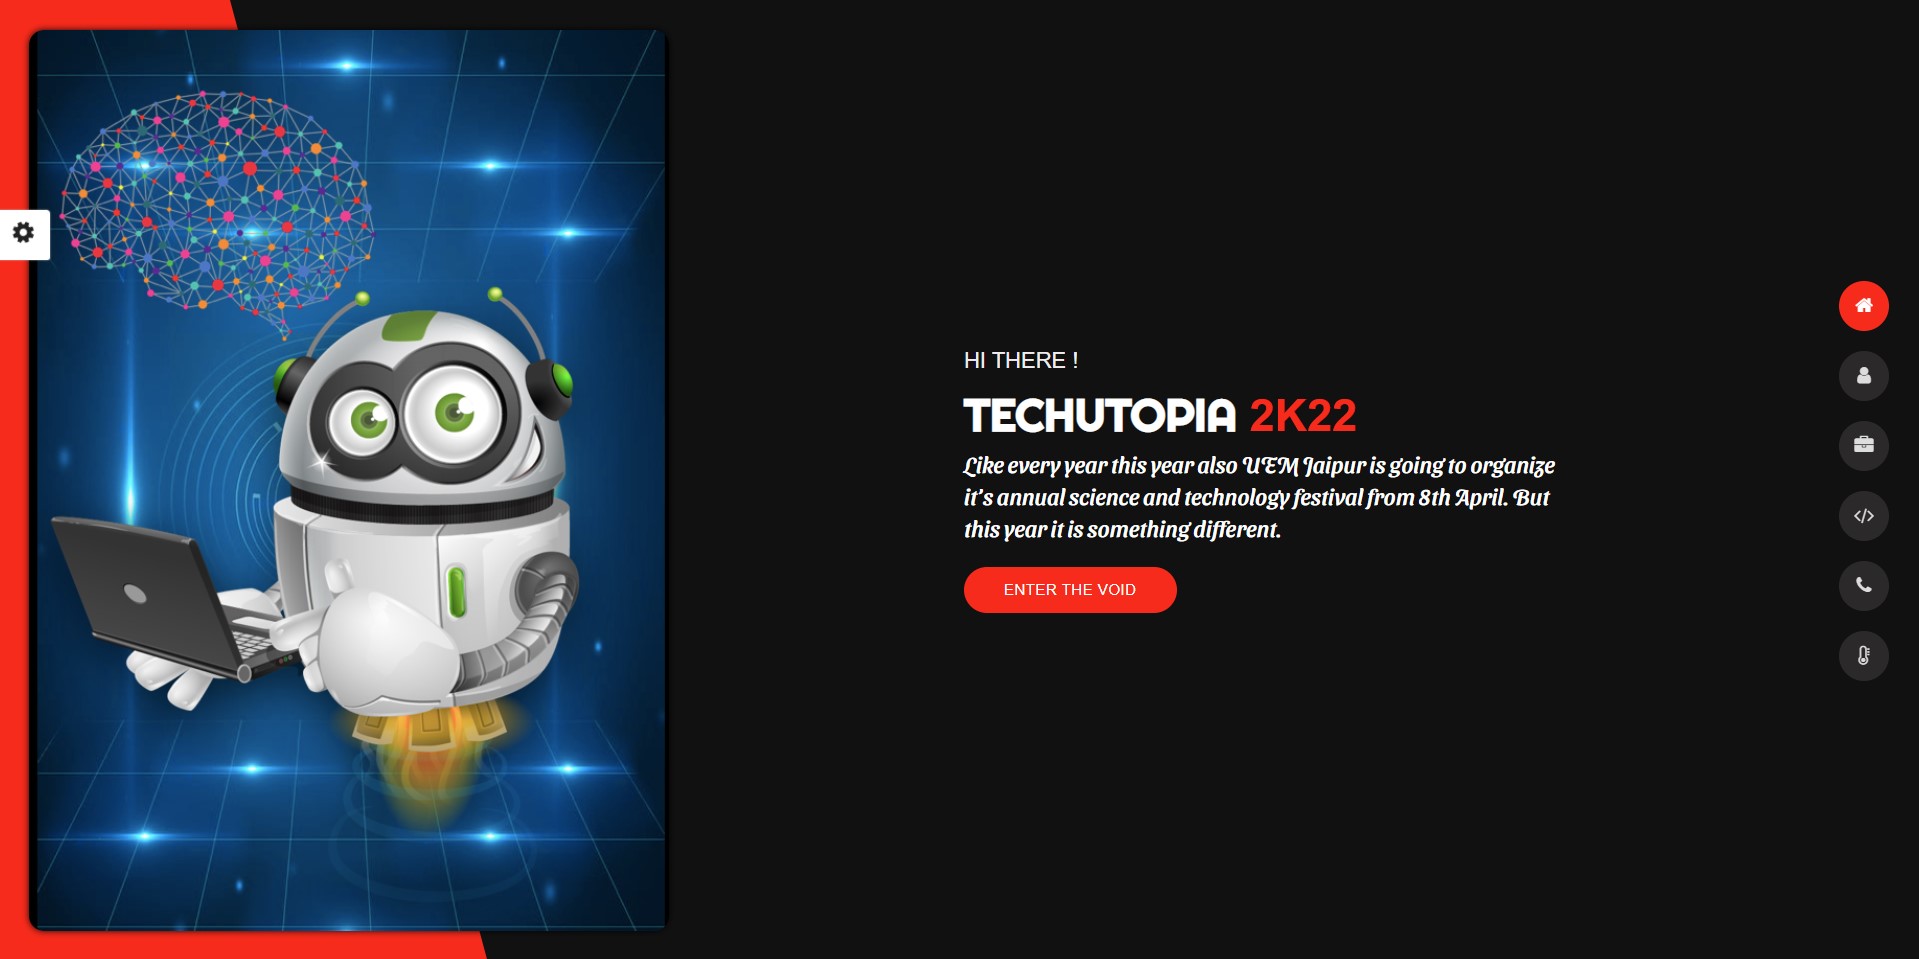 HI THERE !
TECHUTOPIA 2K22
Like every year this year also UEM Jaipur is going to organize
it's annual science and technology festival from 8th April. But
this year it is something different.
ENTER THE VOID